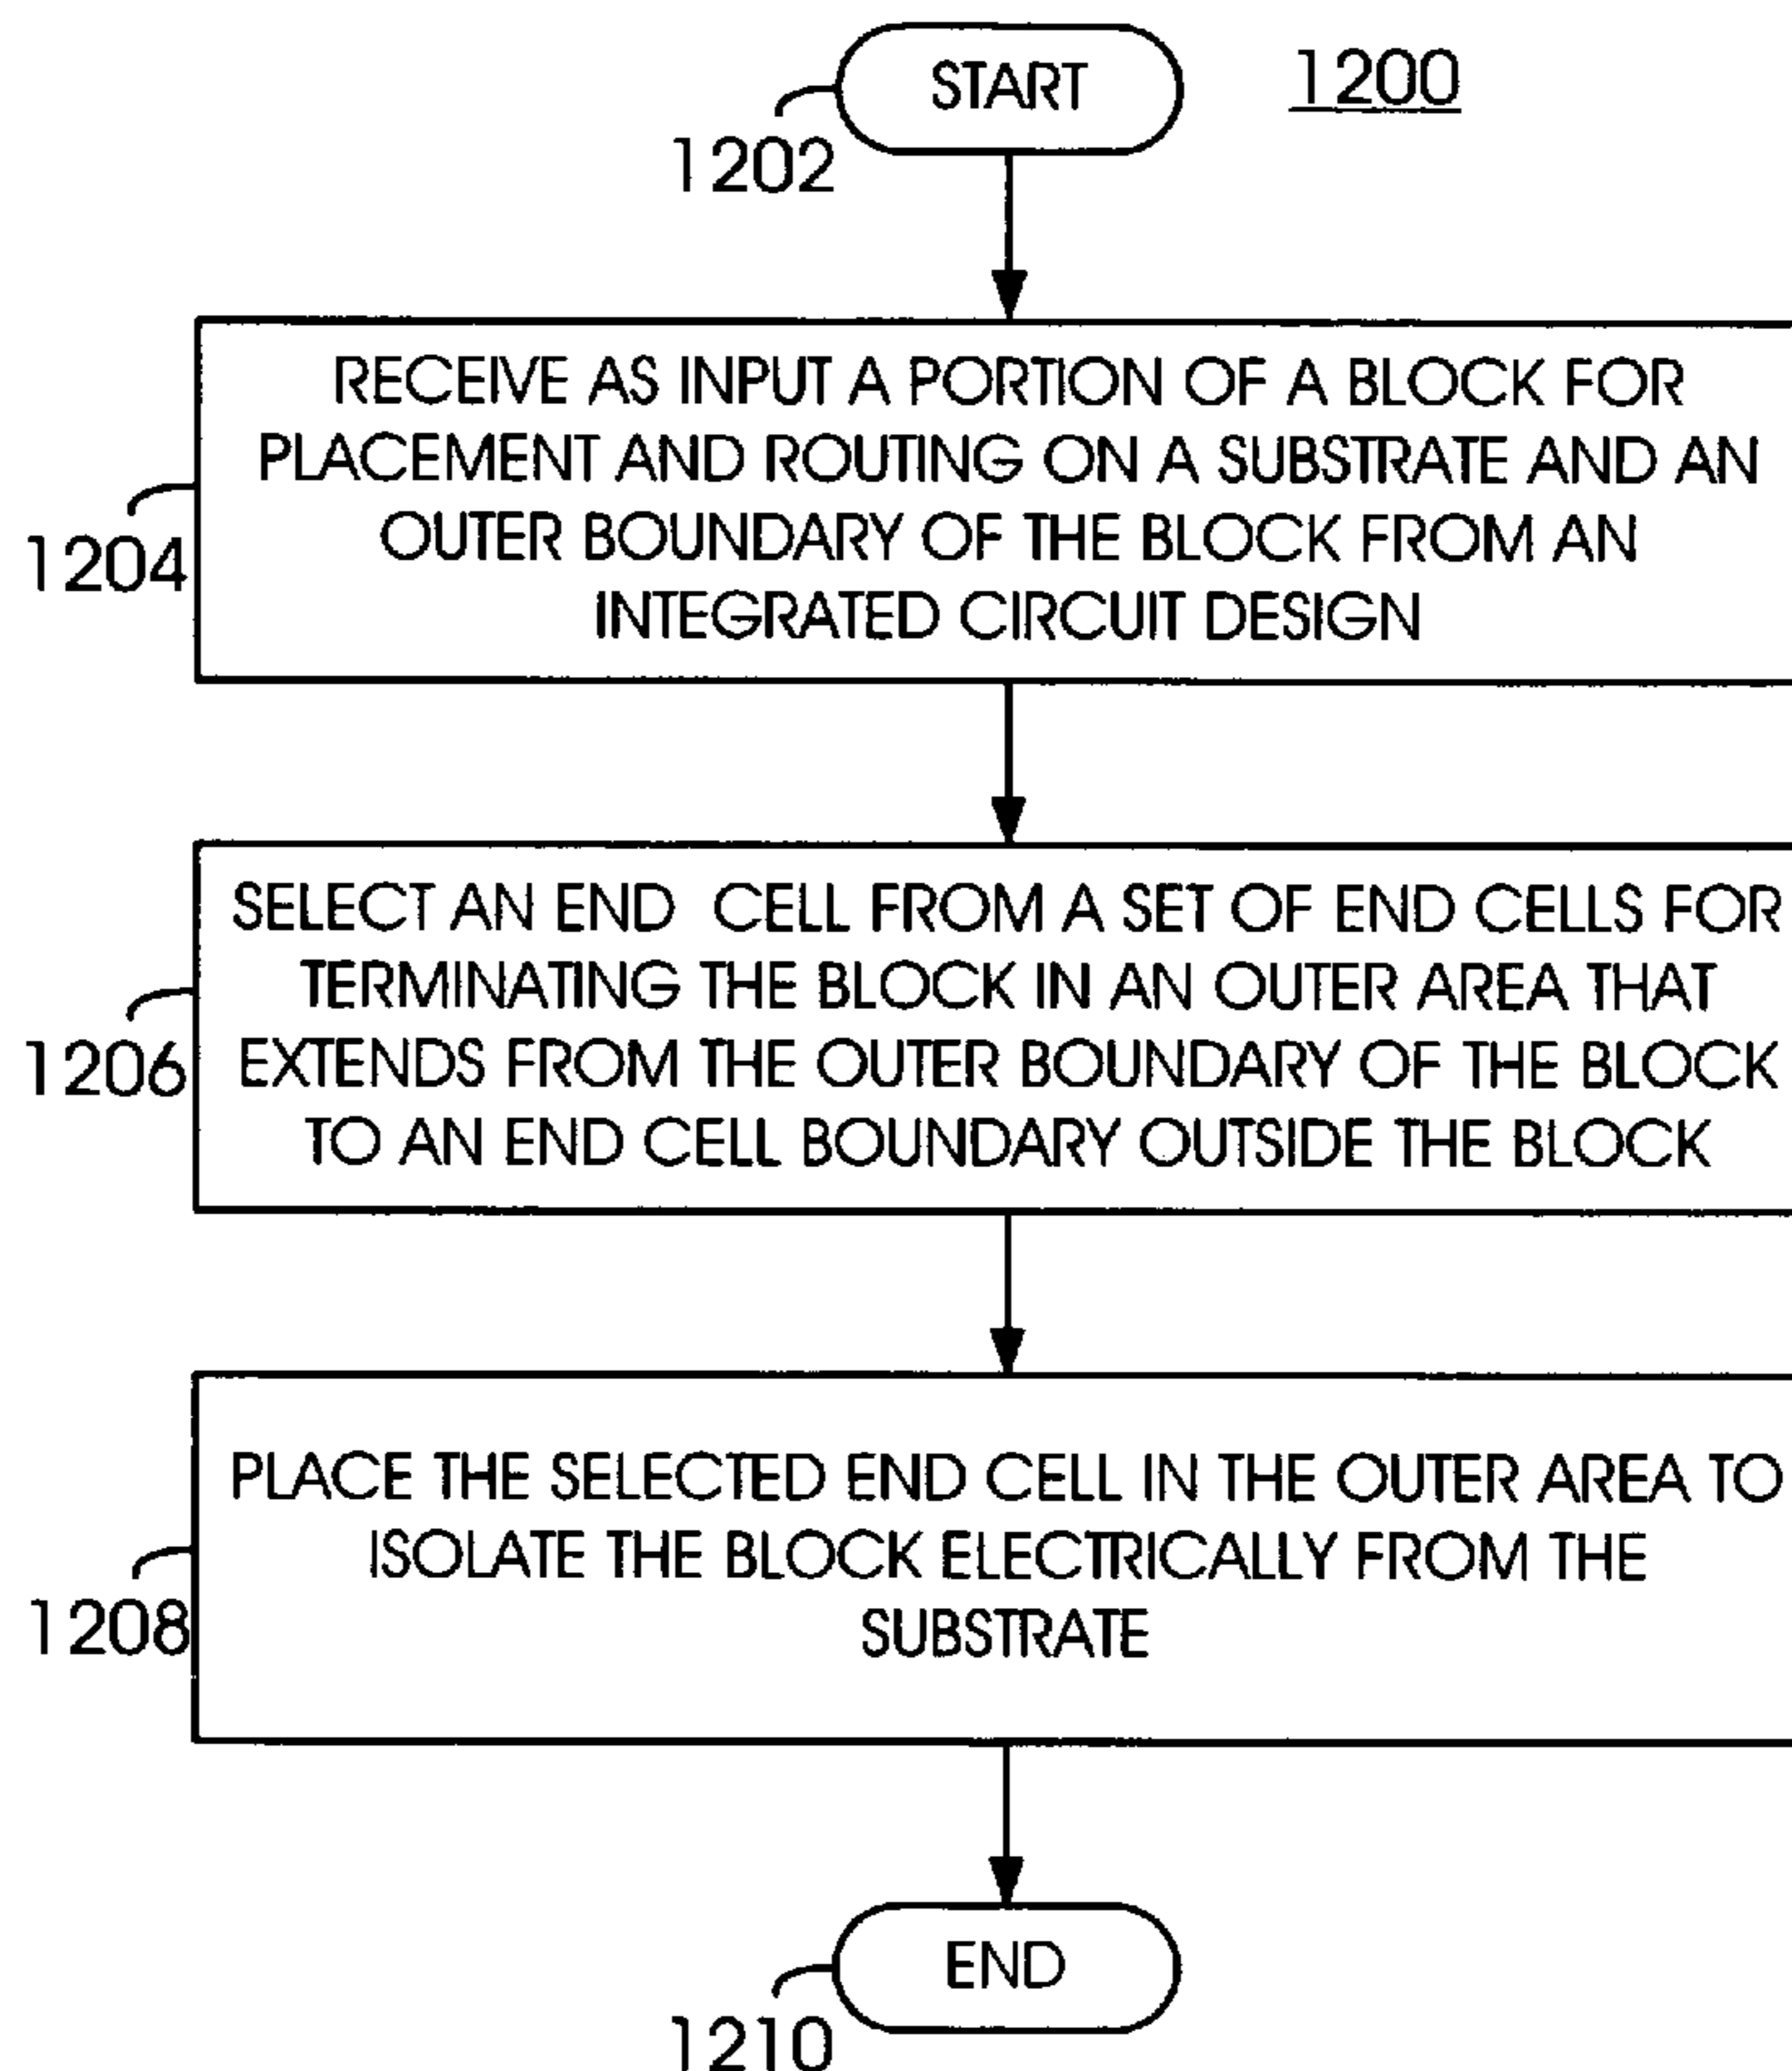 START
1200
1202
RECEIVE AS INPUT A PORTION OF A BLOCK FOR
PLACEMENT AND ROUTING ON A SUBSTRATE AND AN
OUTER BOUNDARY OF THE BLOCK FROM AN
INTEGRATED CIRCUIT DESIGN
1204
SELECT AN END CELL FROM A SET OF END CELLS FOR
TERMINATING THE BLOCK IN AN OUTER AREA THAT
EXTENDS FROM THE OUTER BOUNDARY OF THE BLOCK
TO AN END CELL BOUNDARY OUTSIDE THE BLOCK
1206
PLACE THE SELECTED END CELL IN THE OUTER AREA TO
ISOLATE THE BLOCK ELECTRICALLY FROM THE
SUBSTRATE
1208
END
1210